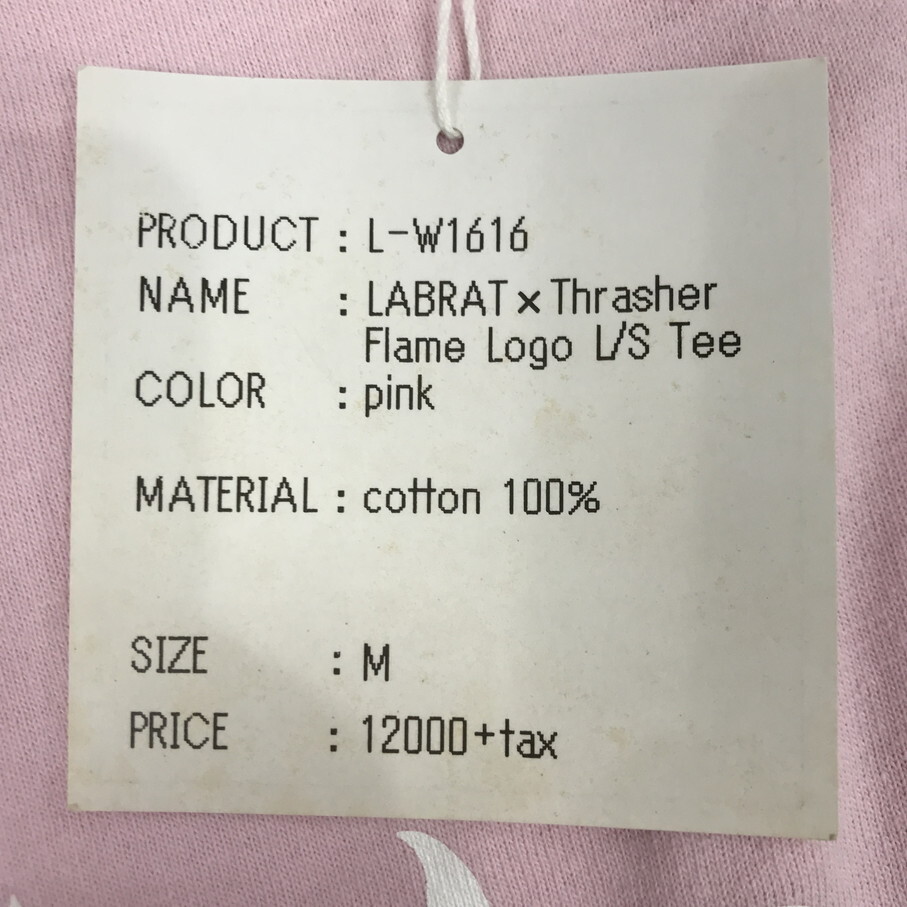 PRODUCT : L-W1616
NAME : LABRAT×Thrasher
Flame Logo L/S Tee
COLOR : pink
MATERIAL : cotton 100%
SIZE : M
PRICE : 12000+tax